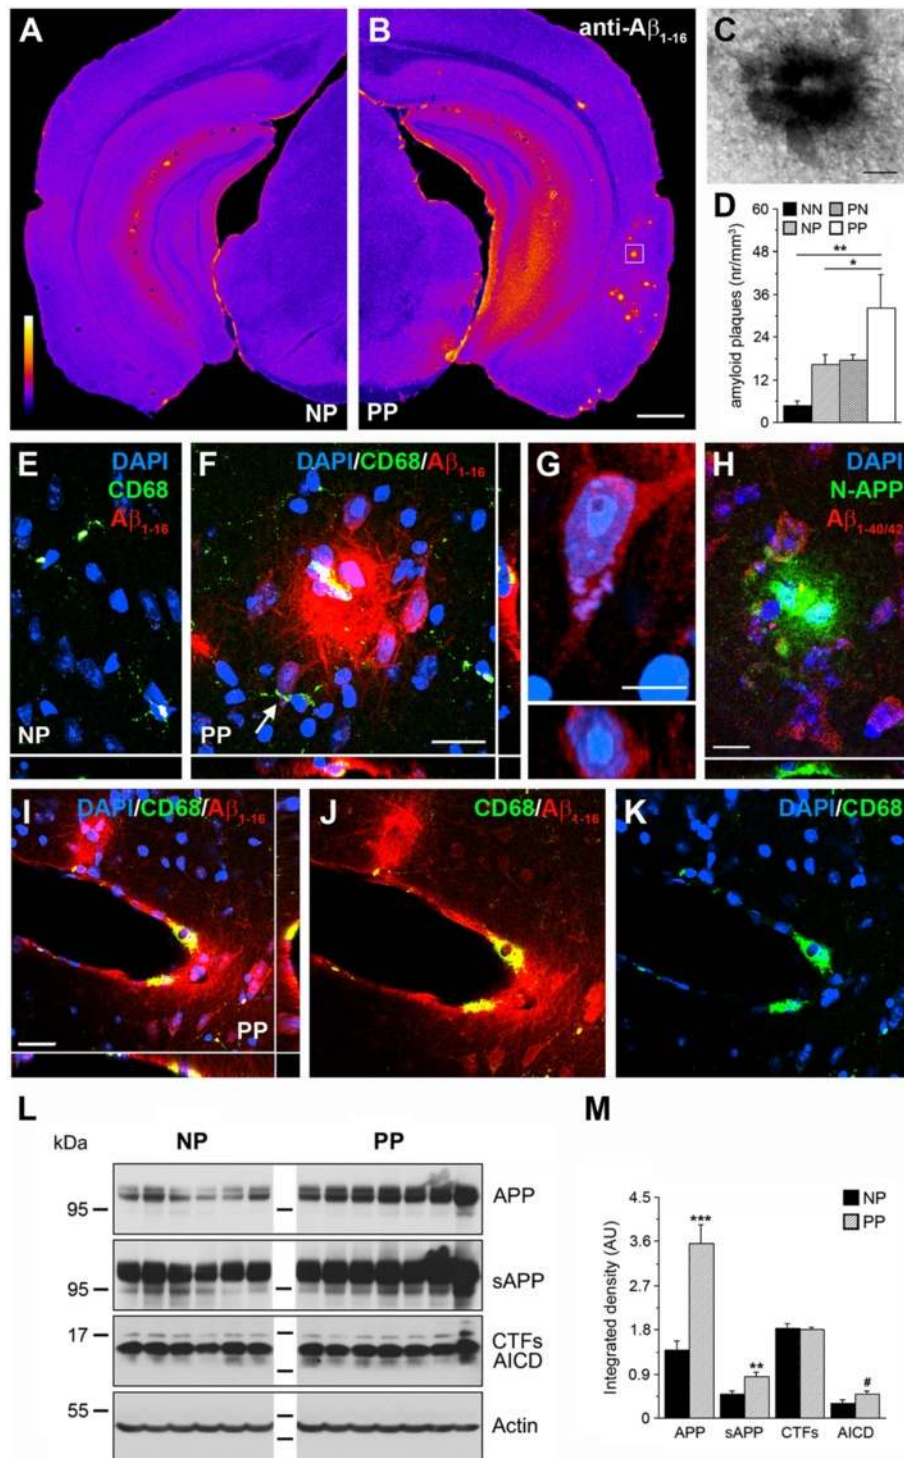 A
B
anti-Aβ1-16
C
NP
PP
D
NN PN
NP PP
amyloid plaques (nr/mm³)
60
48
36
24
12
0
**
*
E
DAPI
CD68
Aβ1-16
NP
F
DAPI/CD68/Aβ1-16
PP
G
H
DAPI
N-APP
Aβ1-40/42
I
DAPI/CD68/Aβ1-16
PP
J
CD68/Aβ1-16
K
DAPI/CD68
L
kDa
NP
PP
95
APP
95
sAPP
17
CTFs
AICD
55
Actin
M
Integrated density (AU)
4.5
3.6
2.7
1.8
0.9
0
NP
PP
***
**
#
APP sAPP CTFs AICD